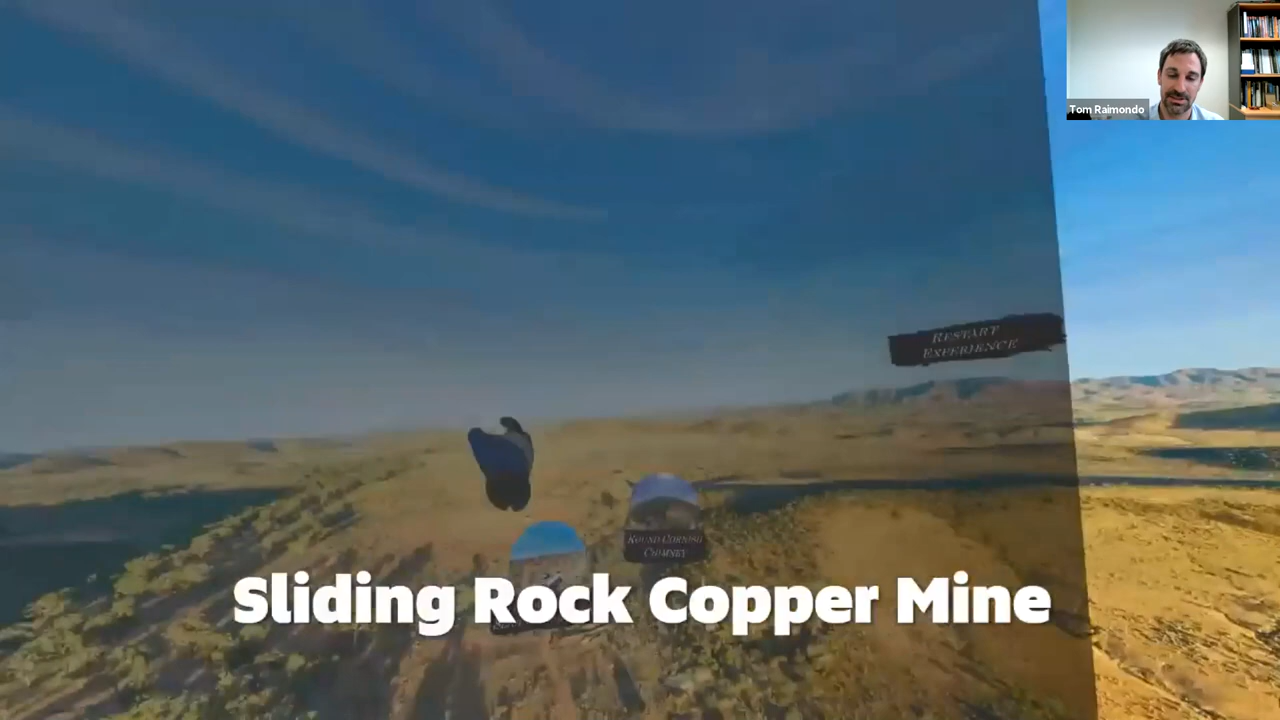 Tom Raimondo
RESTART
EXPERIENCE
ROUND CORNISH
CHIMNEY
Sliding Rock Copper Mine